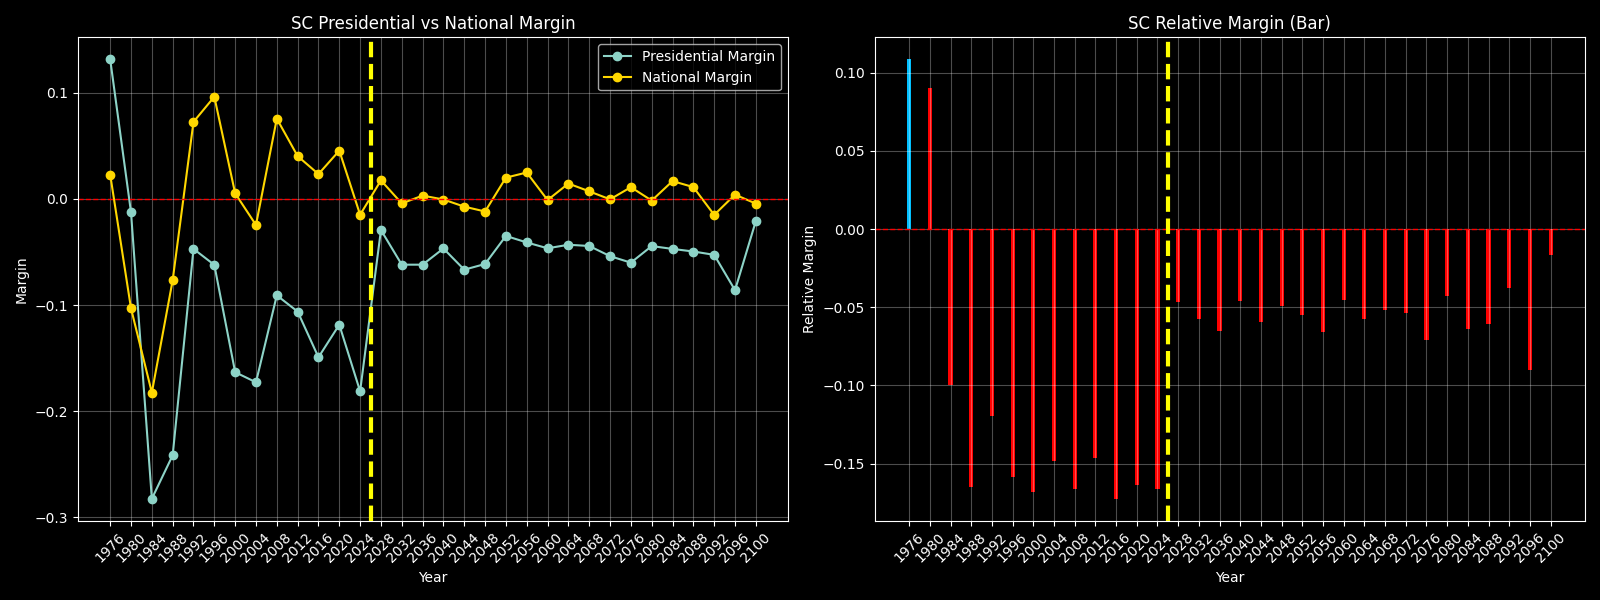 SC Presidential vs National Margin
Presidential Margin
National Margin
Margin
0.1
0.0
−0.1
−0.2
−0.3
1976 1980 1984 1988 1992 1996 2000 2004 2008 2012 2016 2020 2024 2028 2032 2036 2040 2044 2048 2052 2056 2060 2064 2068 2072 2076 2080 2084 2088 2092 2096 2100
Year
SC Relative Margin (Bar)
Relative Margin
0.10
0.05
0.00
−0.05
−0.10
−0.15
1976 1980 1984 1988 1992 1996 2000 2004 2008 2012 2016 2020 2024 2028 2032 2036 2040 2044 2048 2052 2056 2060 2064 2068 2072 2076 2080 2084 2088 2092 2096 2100
Year